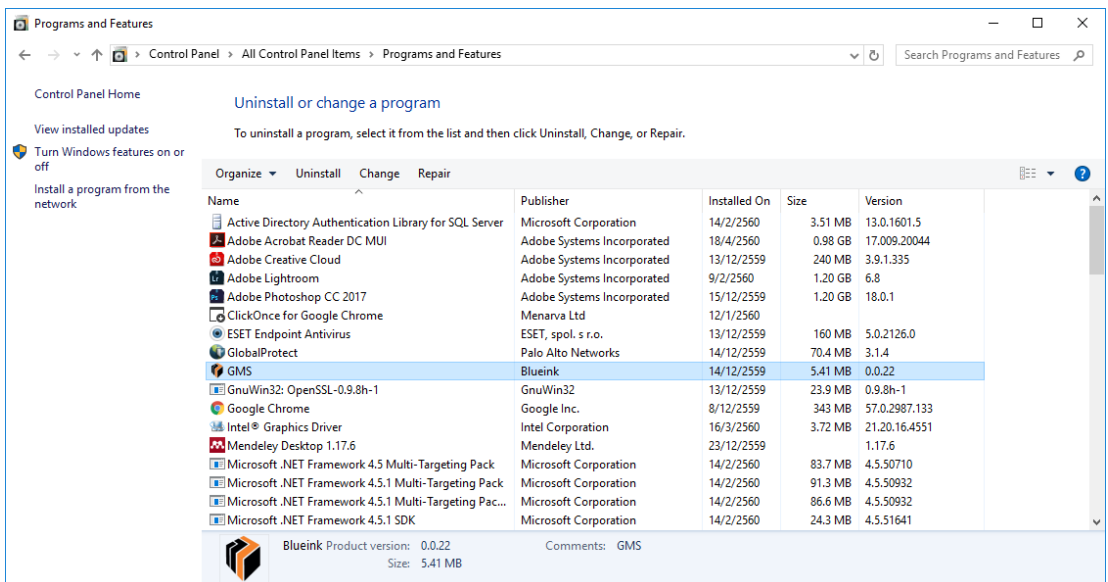 Programs and Features
Control Panel > All Control Panel Items > Programs and Features
Search Programs and Features
Control Panel Home
View installed updates
Turn Windows features on or
off
Install a program from the
network
Uninstall or change a program
To uninstall a program, select it from the list and then click Uninstall, Change, or Repair.
Organize Uninstall Change Repair
Name Publisher Installed On Size Version
Active Directory Authentication Library for SQL Server Microsoft Corporation 14/2/2560 3.51 MB 13.0.1601.5
Adobe Acrobat Reader DC MUI Adobe Systems Incorporated 18/4/2560 0.98 GB 17.009.20044
Adobe Creative Cloud Adobe Systems Incorporated 13/12/2559 240 MB 3.9.1.335
Adobe Lightroom Adobe Systems Incorporated 9/2/2560 1.20 GB 6.8
Adobe Photoshop CC 2017 Adobe Systems Incorporated 15/12/2559 1.20 GB 18.0.1
ClickOnce for Google Chrome Menarva Ltd 12/1/2560
ESET Endpoint Antivirus ESET, spol. s r.o. 13/12/2559 160 MB 5.0.2126.0
GlobalProtect Palo Alto Networks 14/12/2559 70.4 MB 3.1.4
GMS Blueink 14/12/2559 5.41 MB 0.0.22
GnuWin32: OpenSSL-0.9.8h-1 GnuWin32 13/12/2559 23.9 MB 0.9.8h-1
Google Chrome Google Inc. 8/12/2559 343 MB 57.0.2987.133
Intel® Graphics Driver Intel Corporation 16/3/2560 3.72 MB 21.20.16.4551
Mendeley Desktop 1.17.6 Mendeley Ltd. 23/12/2559 1.17.6
Microsoft .NET Framework 4.5 Multi-Targeting Pack Microsoft Corporation 14/2/2560 83.7 MB 4.5.50710
Microsoft .NET Framework 4.5.1 Multi-Targeting Pack Microsoft Corporation 14/2/2560 91.3 MB 4.5.50932
Microsoft .NET Framework 4.5.1 Multi-Targeting Pac... Microsoft Corporation 14/2/2560 86.6 MB 4.5.50932
Microsoft .NET Framework 4.5.1 SDK Microsoft Corporation 14/2/2560 24.3 MB 4.5.51641
Blueink Product version: 0.0.22 Comments: GMS
Size: 5.41 MB